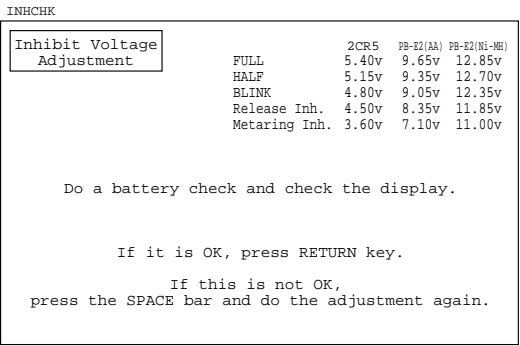 INHCHK
Inhibit Voltage
Adjustment
2CR5 PB-E2(AA) PB-E2(Ni-MH)
FULL 5.40v 9.65v 12.85v
HALF 5.15v 9.35v 12.70v
BLINK 4.80v 9.05v 12.35v
Release Inh. 4.50v 8.35v 11.85v
Metaring Inh. 3.60v 7.10v 11.00v
Do a battery check and check the display.
If it is OK, press RETURN key.
If this is not OK,
press the SPACE bar and do the adjustment again.